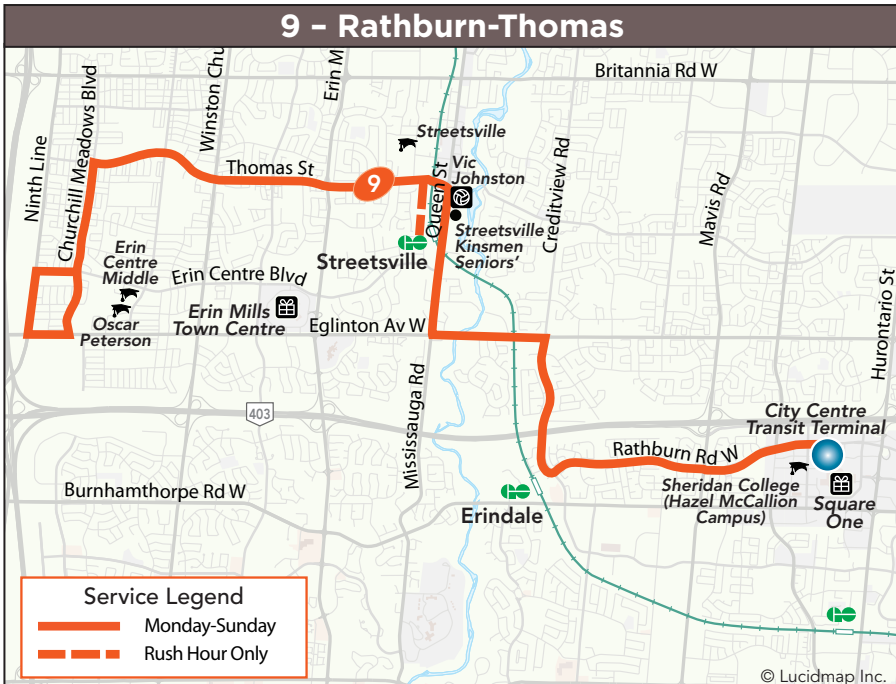 9 – Rathburn-Thomas
Britannia Rd W
Ninth Line
Churchill Meadows Blvd
Winston Chu
Erin M
Thomas St
9
Streetsville
Queen St
Vic
Johnston
Streetsville
Kinsmen
Seniors'
Creditview Rd
Mavis Rd
Hurontario St
Erin
Centre
Middle
Oscar
Peterson
Erin Centre Blvd
Streetsville
Erin Mills
Town Centre
Eglinton Av W
403
Mississauga Rd
City Centre
Transit Terminal
Rathburn Rd W
Sheridan College
(Hazel McCallion
Campus)
Square
One
Burnhamthorpe Rd W
Erindale
Service Legend
Monday-Sunday
Rush Hour Only
© Lucidmap Inc.